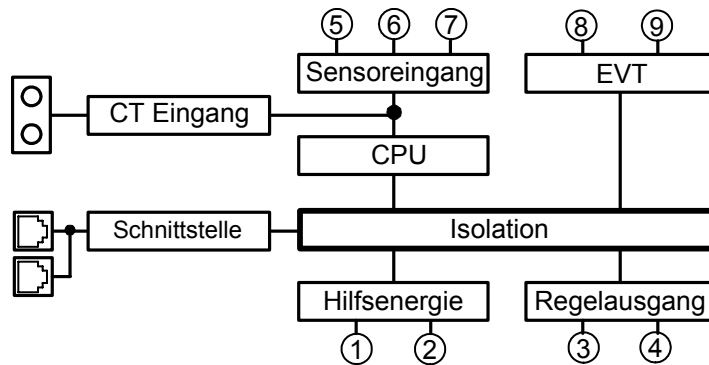 5 6 7 8 9
Sensoreingang EVT
CT Eingang
CPU
Schnittstelle Isolation
Hilfsenergie Regelausgang
1 2 3 4